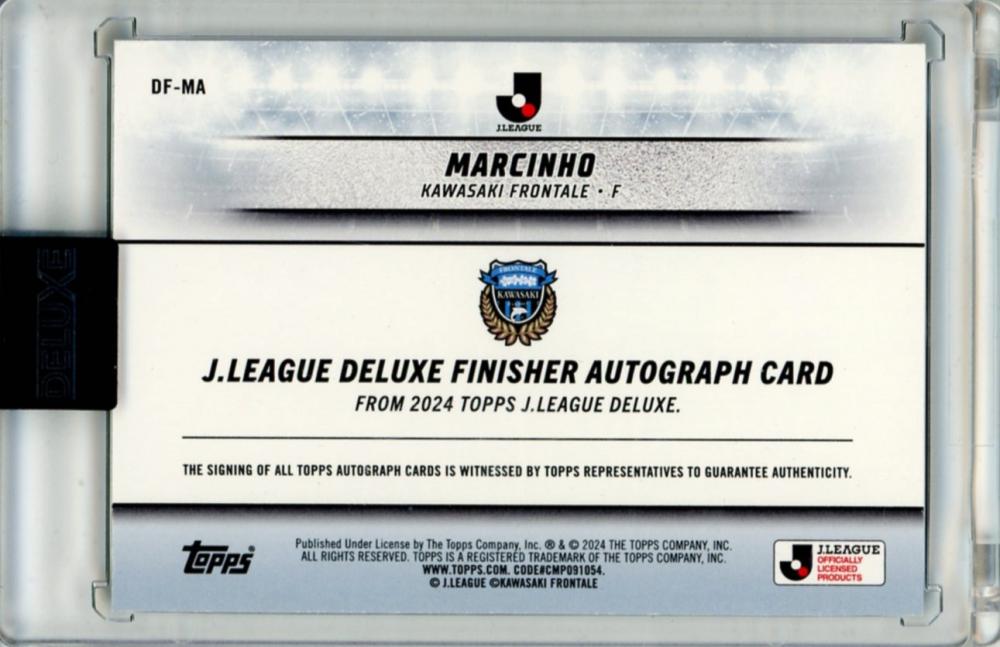 DF-MA
J.LEAGUE
MARCINHO
KAWASAKI FRONTALE · F
DELUXE
FRONTALE
KAWASAKI
J.LEAGUE DELUXE FINISHER AUTOGRAPH CARD
FROM 2024 TOPPS J.LEAGUE DELUXE.
THE SIGNING OF ALL TOPPS AUTOGRAPH CARDS IS WITNESSED BY TOPPS REPRESENTATIVES TO GUARANTEE AUTHENTICITY.
topps®
Published Under License by The Topps Company, Inc. ® & © 2024 THE TOPPS COMPANY, INC.
ALL RIGHTS RESERVED. TOPPS IS A REGISTERED TRADEMARK OF THE TOPPS COMPANY, INC.
WWW.TOPPS.COM. CODE#CMP091054.
© J.LEAGUE ©KAWASAKI FRONTALE
J.LEAGUE
OFFICIALLY
LICENSED
PRODUCTS